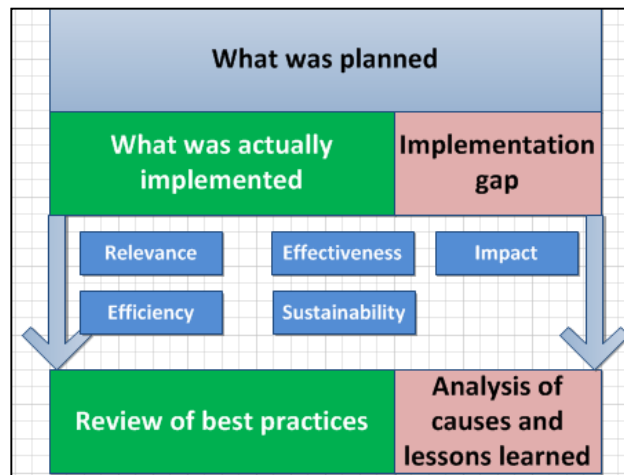 What was planned
What was actually
implemented
Implementation
gap
Relevance
Effectiveness
Impact
Efficiency
Sustainability
Review of best practices
Analysis of
causes and
lessons learned